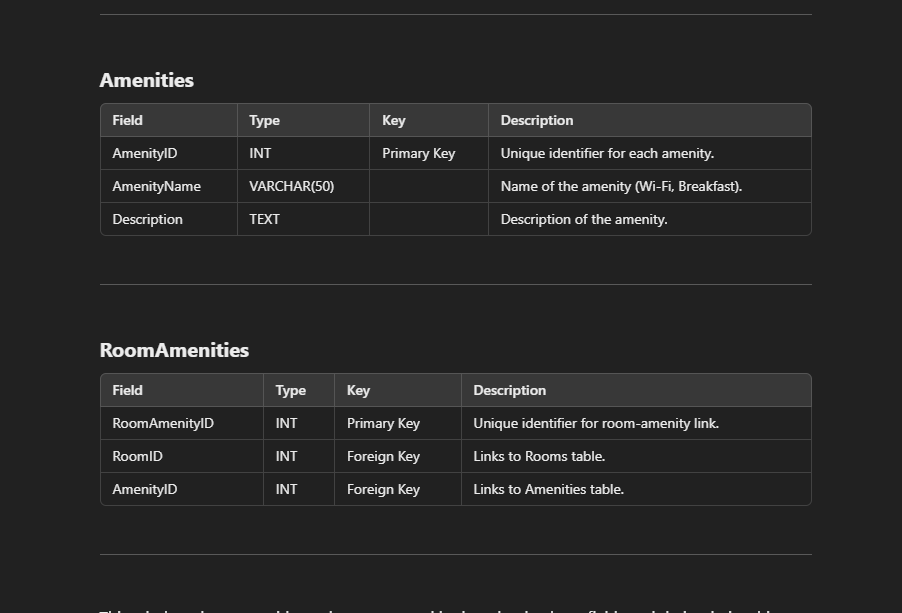 Amenities
Field Type Key Description
AmenityID INT Primary Key Unique identifier for each amenity.
AmenityName VARCHAR(50) Name of the amenity (Wi-Fi, Breakfast).
Description TEXT Description of the amenity.
RoomAmenities
Field Type Key Description
RoomAmenityID INT Primary Key Unique identifier for room-amenity link.
RoomID INT Foreign Key Links to Rooms table.
AmenityID INT Foreign Key Links to Amenities table.